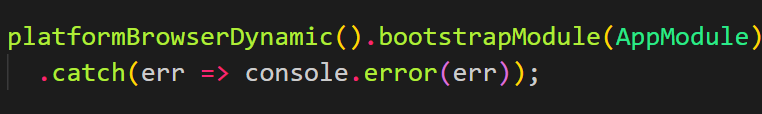 platformBrowserDynamic().bootstrapModule(AppModule)
.catch(err => console.error(err));